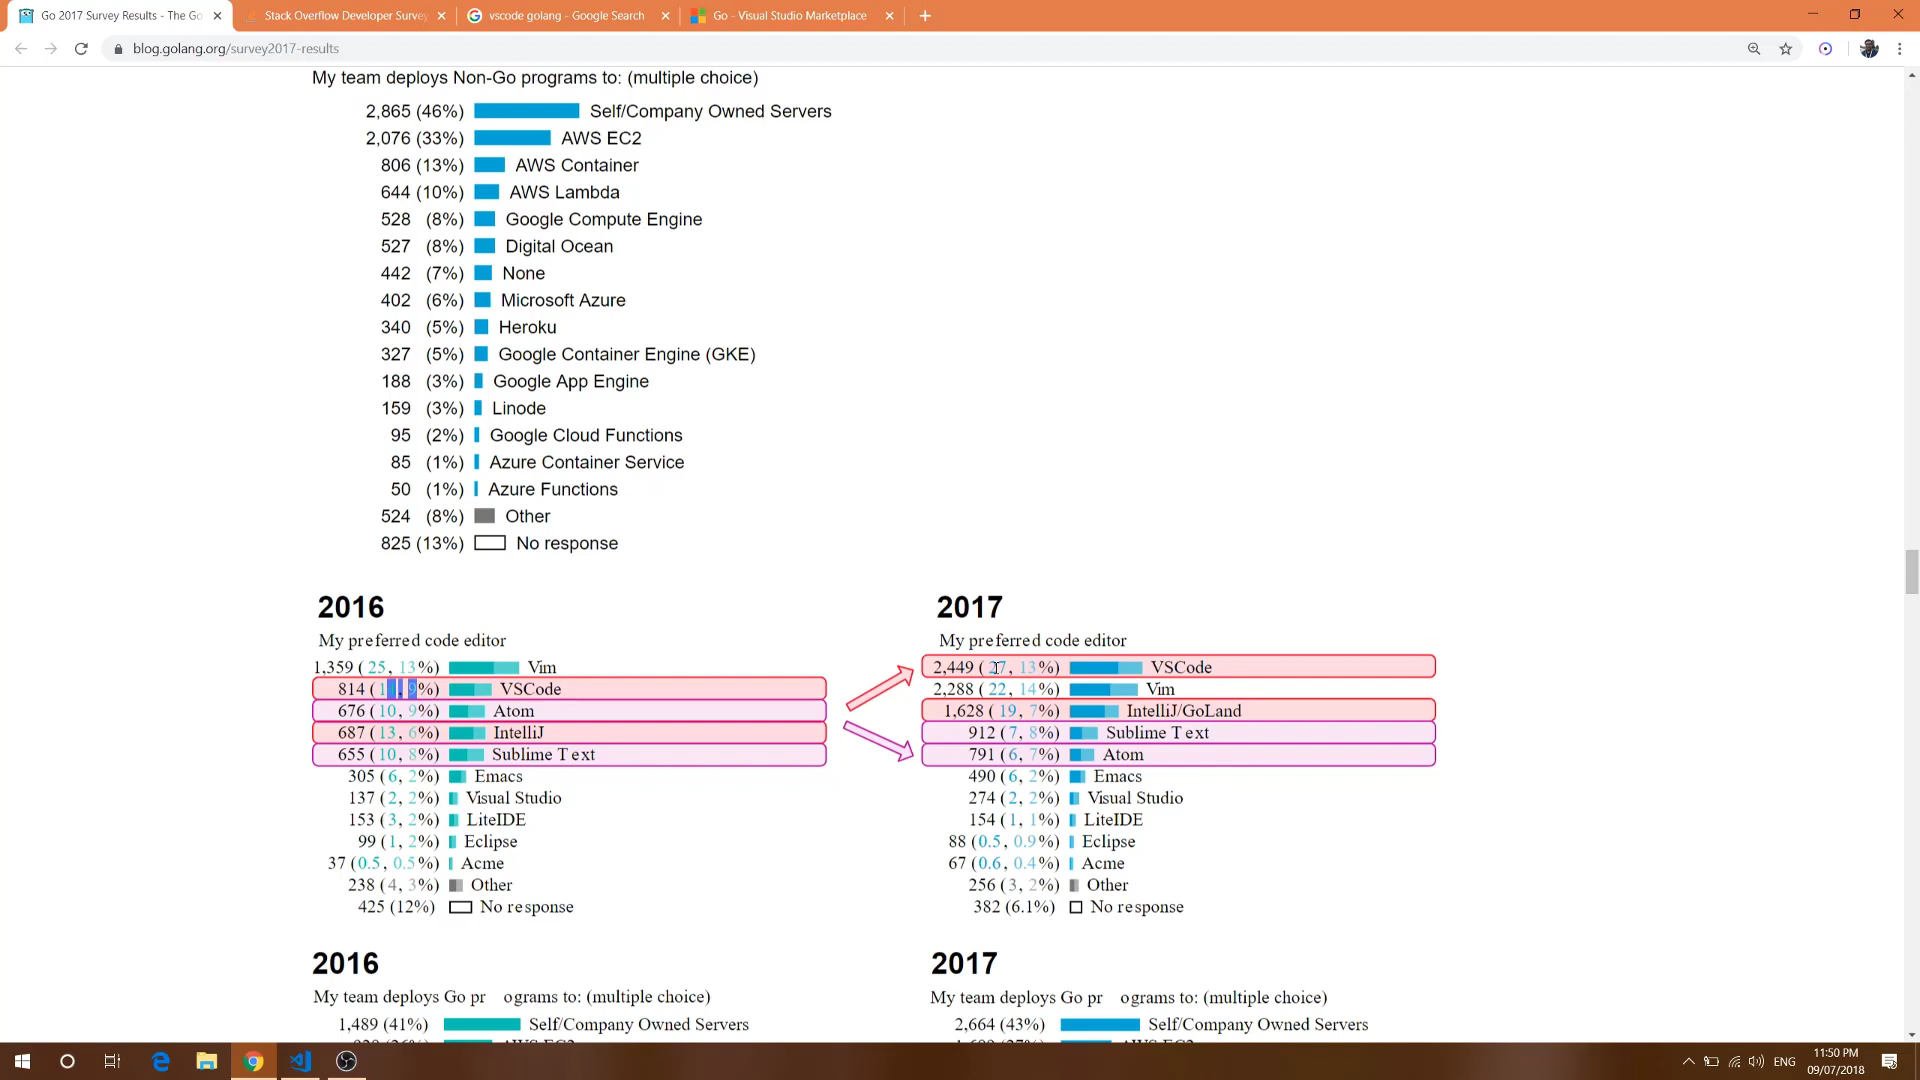 Go 2017 Survey Results - The Go
Stack Overflow Developer Survey
vscode golang - Google Search
Go - Visual Studio Marketplace
blog.golang.org/survey2017-results
My team deploys Non-Go programs to: (multiple choice)
2,865 (46%) Self/Company Owned Servers
2,076 (33%) AWS EC2
806 (13%) AWS Container
644 (10%) AWS Lambda
528 (8%) Google Compute Engine
527 (8%) Digital Ocean
442 (7%) None
402 (6%) Microsoft Azure
340 (5%) Heroku
327 (5%) Google Container Engine (GKE)
188 (3%) Google App Engine
159 (3%) Linode
95 (2%) Google Cloud Functions
85 (1%) Azure Container Service
50 (1%) Azure Functions
524 (8%) Other
825 (13%) No response
2016
My preferred code editor
1,359 ( 25, 13%) Vim
814 ( 1 , 9%) VSCode
676 ( 10, 9%) Atom
687 ( 13, 6%) IntelliJ
655 ( 10, 8%) Sublime Text
305 ( 6, 2%) Emacs
137 ( 2, 2%) Visual Studio
153 ( 3, 2%) LiteIDE
99 (1, 2%) Eclipse
37 (0.5, 0.5%) Acme
238 (4, 3%) Other
425 (12%) No response
2017
My preferred code editor
2,449 ( 27, 13%) VSCode
2,288 ( 22, 14%) Vim
1,628 ( 19, 7%) IntelliJ/GoLand
912 ( 7, 8%) Sublime Text
791 ( 6, 7%) Atom
490 ( 6, 2%) Emacs
274 ( 2, 2%) Visual Studio
154 ( 1, 1%) LiteIDE
88 (0.5, 0.9%) Eclipse
67 (0.6, 0.4%) Acme
256 (3, 2%) Other
382 (6.1%) No response
2016
My team deploys Go pr ograms to: (multiple choice)
1,489 (41%) Self/Company Owned Servers
2017
My team deploys Go pr ograms to: (multiple choice)
2,664 (43%) Self/Company Owned Servers
ENG
11:50 PM
09/07/2018